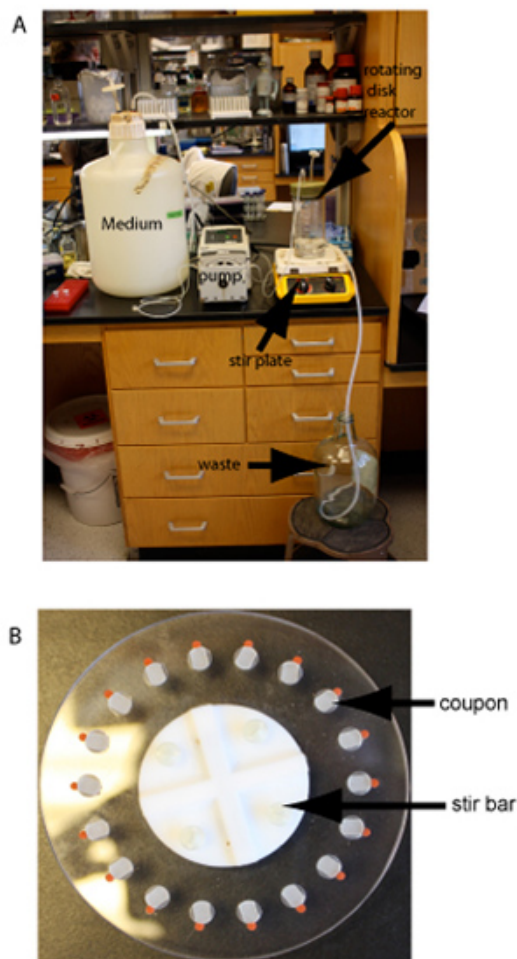 A
rotating
disk
reactor
Medium
pump
stir plate
waste
B
coupon
stir bar